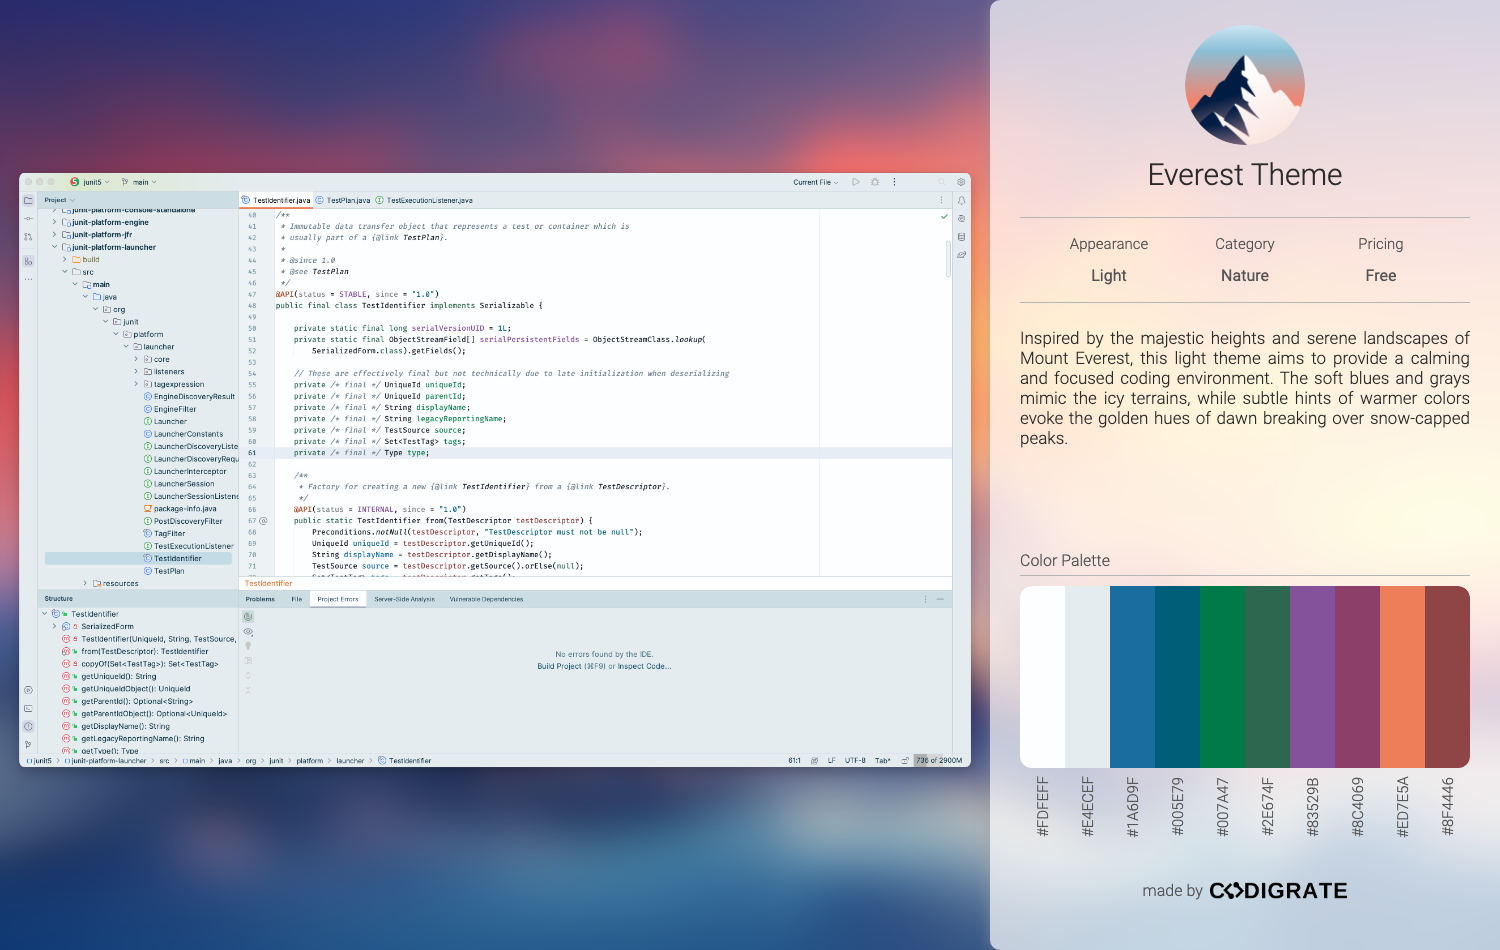 junit5
main
Current File
Project
junit-platform-console-standalone
junit-platform-engine
junit-platform-jfr
junit-platform-launcher
build
src
main
java
org
junit
platform
launcher
core
listeners
tagexpression
EngineDiscoveryResult
EngineFilter
Launcher
LauncherConstants
LauncherDiscoveryListe
LauncherDiscoveryRequ
LauncherInterceptor
LauncherSession
LauncherSessionListene
package-info.java
PostDiscoveryFilter
TagFilter
TestExecutionListener
TestIdentifier
TestPlan
resources
TestIdentifier.java
TestPlan.java
TestExecutionListener.java
40 /**
41 * Immutable data transfer object that represents a test or container which is
42 * usually part of a {@link TestPlan}.
43 *
44 * @since 1.0
45 * @see TestPlan
46 */
47 @API(status = STABLE, since = "1.0")
48 public final class TestIdentifier implements Serializable {
49
50 private static final long serialVersionUID = 1L;
51 private static final ObjectStreamField[] serialPersistentFields = ObjectStreamClass.lookup(
52 SerializedForm.class).getFields();
53
54 // These are effectively final but not technically due to late initialization when deserializing
55 private /* final */ UniqueId uniqueId;
56 private /* final */ UniqueId parentId;
57 private /* final */ String displayName;
58 private /* final */ String legacyReportingName;
59 private /* final */ TestSource source;
60 private /* final */ Set<TestTag> tags;
61 private /* final */ Type type;
62
63 /**
64 * Factory for creating a new {@link TestIdentifier} from a {@link TestDescriptor}.
65 */
66 @API(status = INTERNAL, since = "1.0")
67 @ public static TestIdentifier from(TestDescriptor testDescriptor) {
68 Preconditions.notNull(testDescriptor, "TestDescriptor must not be null");
69 UniqueId uniqueId = testDescriptor.getUniqueId();
70 String displayName = testDescriptor.getDisplayName();
71 TestSource source = testDescriptor.getSource().orElse(null);
TestIdentifier
Structure
TestIdentifier
SerializedForm
TestIdentifier(UniqueId, String, TestSource,
from(TestDescriptor): TestIdentifier
copyOf(Set<TestTag>): Set<TestTag>
getUniqueId(): String
getUniqueIdObject(): UniqueId
getParentId(): Optional<String>
getParentIdObject(): Optional<UniqueId>
getDisplayName(): String
getLegacyReportingName(): String
getType(): Type
Problems File Project Errors Server-Side Analysis Vulnerable Dependencies
No errors found by the IDE.
Build Project (⌘F9) or Inspect Code...
junit5 > junit-platform-launcher > src > main > java > org > junit > platform > launcher > TestIdentifier
61:1 LF UTF-8 Tab* 736 of 2900M
Everest Theme
Appearance Category Pricing
Light Nature Free
Inspired by the majestic heights and serene landscapes of
Mount Everest, this light theme aims to provide a calming
and focused coding environment. The soft blues and grays
mimic the icy terrains, while subtle hints of warmer colors
evoke the golden hues of dawn breaking over snow-capped
peaks.
Color Palette
#FDFEFF
#E4ECEF
#1A6D9F
#005E79
#007A47
#2E674F
#83529B
#8C4069
#ED7E5A
#8F4446
made by CODIGRATE